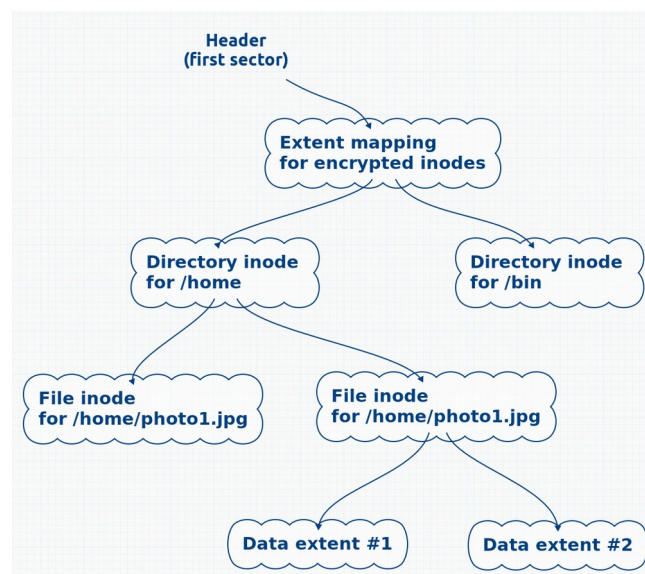 Header
(first sector)
Extent mapping
for encrypted inodes
Directory inode
for /home
Directory inode
for /bin
File inode
for /home/photo1.jpg
File inode
for /home/photo1.jpg
Data extent #1
Data extent #2